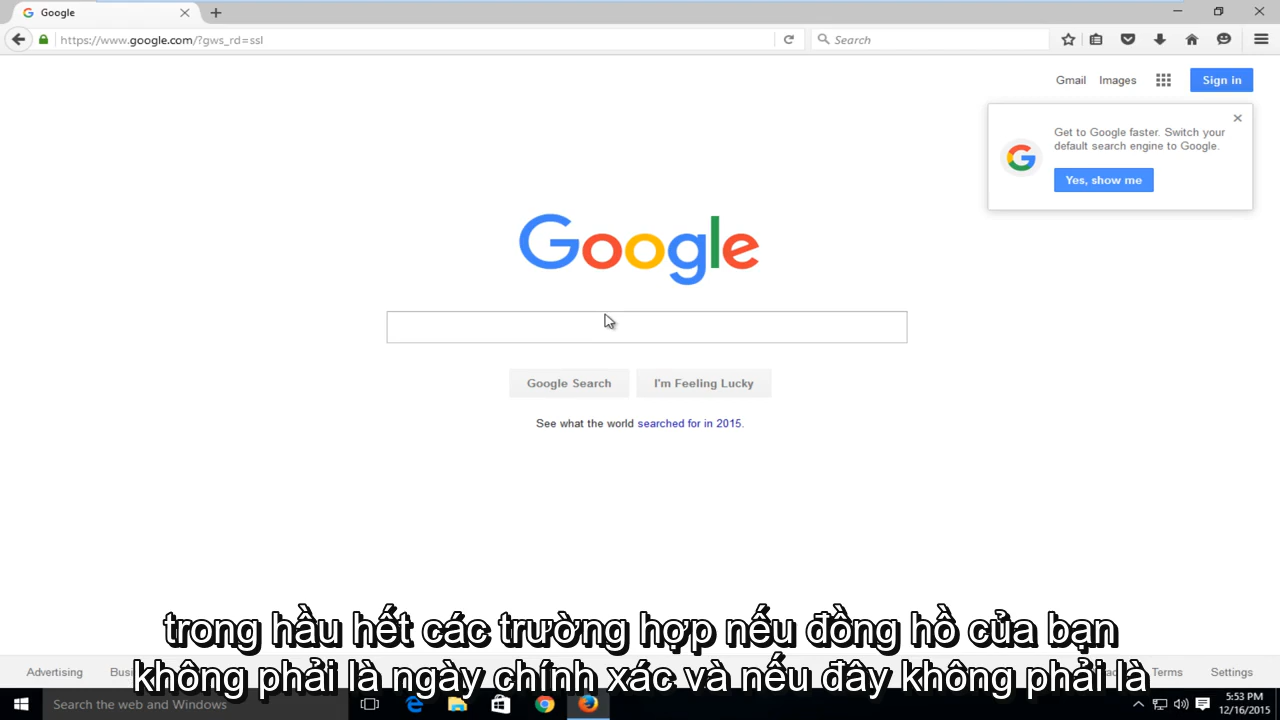 Google
https://www.google.com/?gws_rd=ssl
Search
Gmail Images Sign in
Get to Google faster. Switch your
default search engine to Google.
Yes, show me
Google
Google Search I'm Feeling Lucky
See what the world searched for in 2015.
trong hầu hết các trường hợp nếu đồng hồ của bạn
không phải là ngày chính xác và nếu đây không phải là
Advertising Terms Settings
Search the web and Windows
5:53 PM
12/16/2015